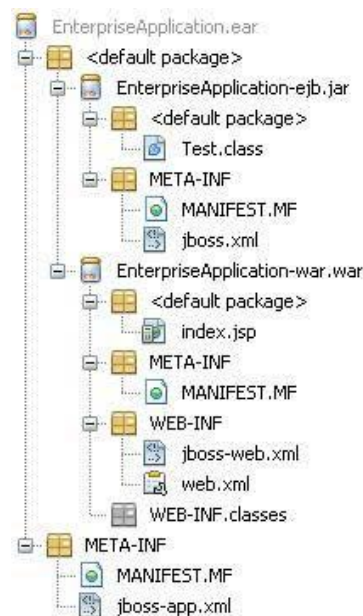 EnterpriseApplication.ear
<default package>
EnterpriseApplication-ejb.jar
<default package>
Test.class
META-INF
MANIFEST.MF
jboss.xml
EnterpriseApplication-war.war
<default package>
index.jsp
META-INF
MANIFEST.MF
WEB-INF
jboss-web.xml
web.xml
WEB-INF.classes
META-INF
MANIFEST.MF
jboss-app.xml